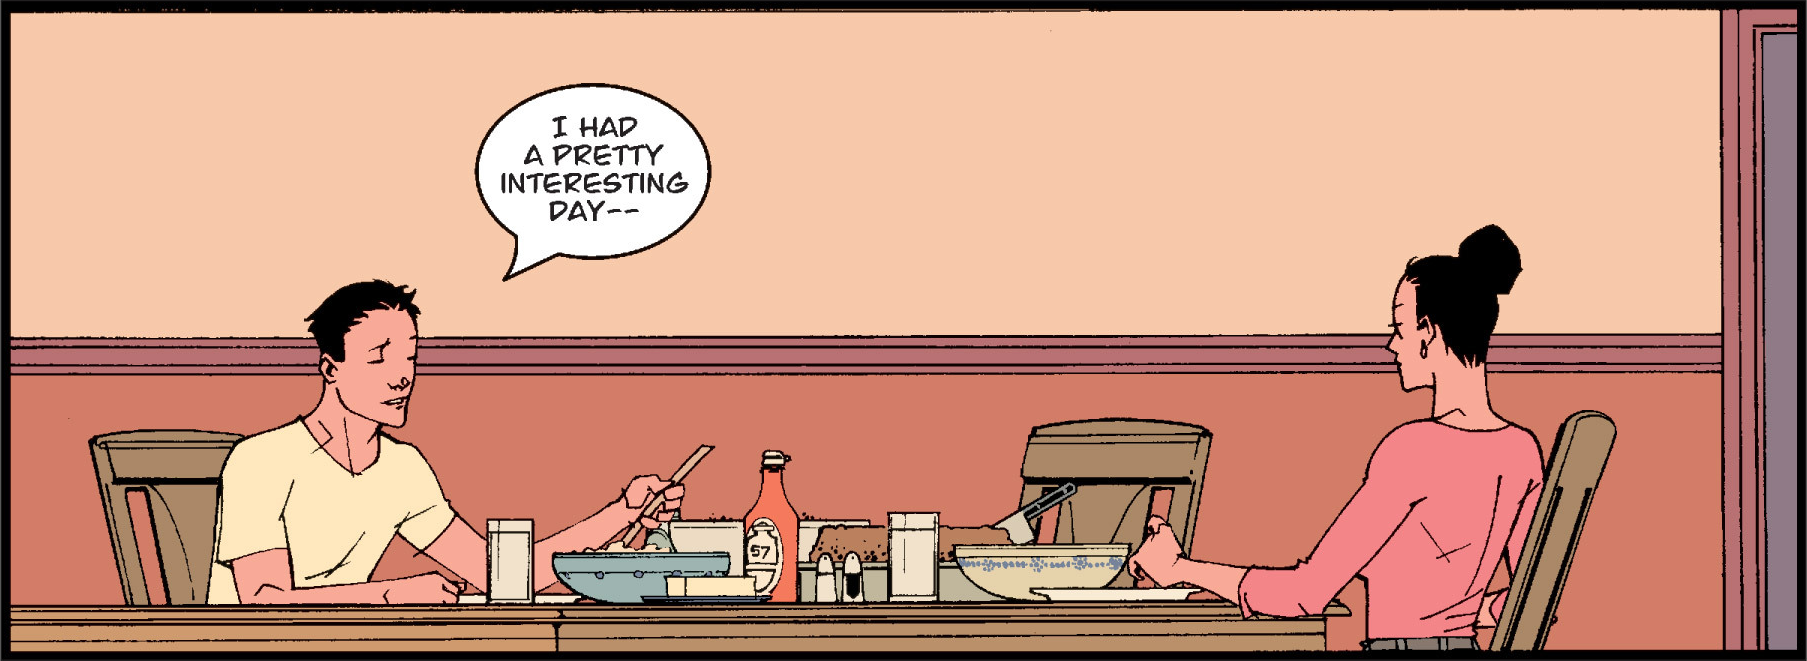 I HAD
A PRETTY
INTERESTING
DAY--
57